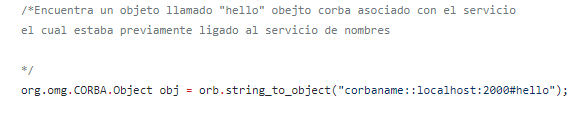 /*Encuentra un objeto llamado "hello" obejto corba asociado con el servicio
el cual estaba previamente ligado al servicio de nombres
*/
org.omg.CORBA.Object obj = orb.string_to_object("corbaname::localhost:2000#hello");